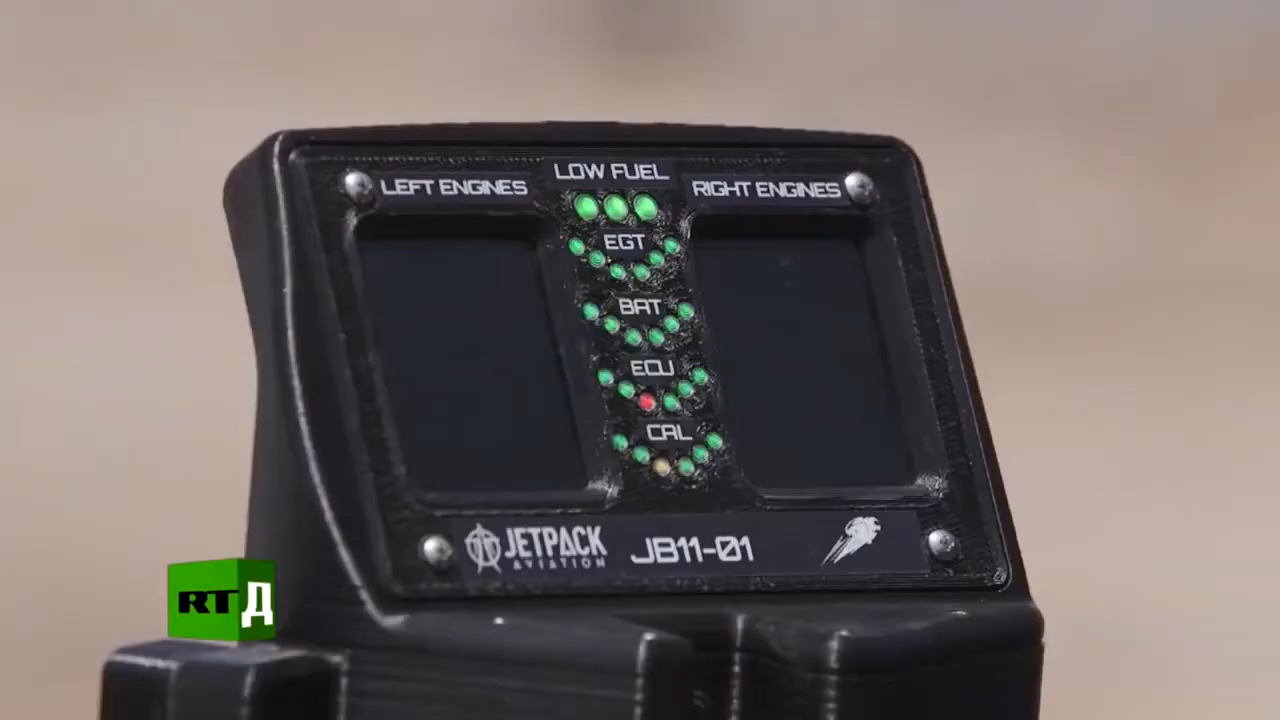 LOW FUEL
LEFT ENGINES
RIGHT ENGINES
EGT
BAT
ECU
CAL
JETPACK
AVIATION
JB11-01
RTД